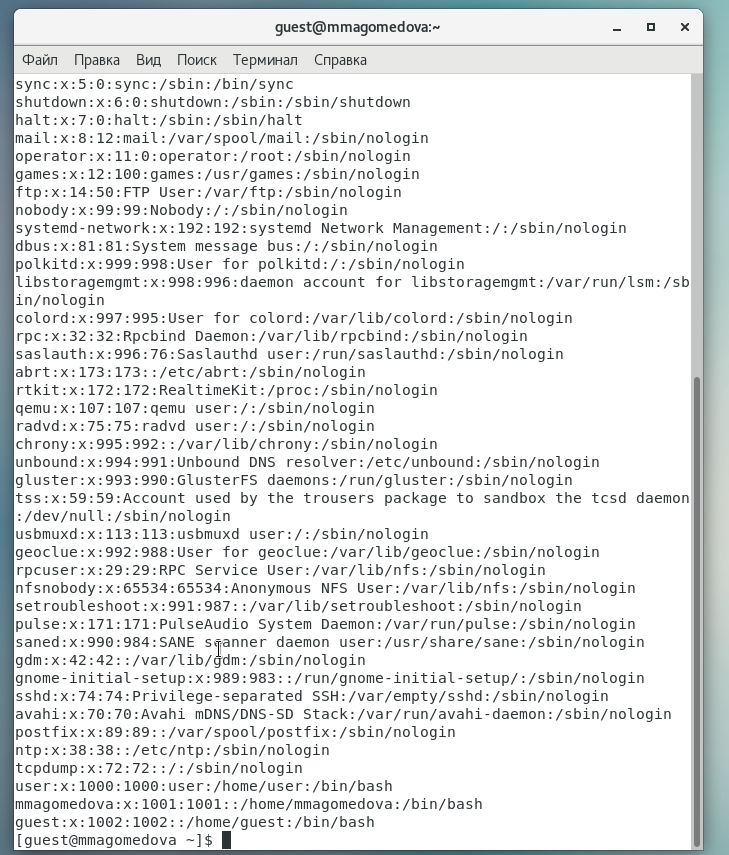 guest@mmagomedova:~
Файл Правка Вид Поиск Терминал Справка
sync:x:5:0:sync:/sbin:/bin/sync
shutdown:x:6:0:shutdown:/sbin:/sbin/shutdown
halt:x:7:0:halt:/sbin:/sbin/halt
mail:x:8:12:mail:/var/spool/mail:/sbin/nologin
operator:x:11:0:operator:/root:/sbin/nologin
games:x:12:100:games:/usr/games:/sbin/nologin
ftp:x:14:50:FTP User:/var/ftp:/sbin/nologin
nobody:x:99:99:Nobody:/:/sbin/nologin
systemd-network:x:192:192:systemd Network Management:/:/sbin/nologin
dbus:x:81:81:System message bus:/:/sbin/nologin
polkitd:x:999:998:User for polkitd:/:/sbin/nologin
libstoragemgmt:x:998:996:daemon account for libstoragemgmt:/var/run/lsm:/sb
in/nologin
colord:x:997:995:User for colord:/var/lib/colord:/sbin/nologin
rpc:x:32:32:Rpcbind Daemon:/var/lib/rpcbind:/sbin/nologin
saslauth:x:996:76:Saslauthd user:/run/saslauthd:/sbin/nologin
abrt:x:173:173::/etc/abrt:/sbin/nologin
rtkit:x:172:172:RealtimeKit:/proc:/sbin/nologin
qemu:x:107:107:qemu user:/:/sbin/nologin
radvd:x:75:75:radvd user:/:/sbin/nologin
chrony:x:995:992::/var/lib/chrony:/sbin/nologin
unbound:x:994:991:Unbound DNS resolver:/etc/unbound:/sbin/nologin
gluster:x:993:990:GlusterFS daemons:/run/gluster:/sbin/nologin
tss:x:59:59:Account used by the trousers package to sandbox the tcsd daemon
:/dev/null:/sbin/nologin
usbmuxd:x:113:113:usbmuxd user:/:/sbin/nologin
geoclue:x:992:988:User for geoclue:/var/lib/geoclue:/sbin/nologin
rpcuser:x:29:29:RPC Service User:/var/lib/nfs:/sbin/nologin
nfsnobody:x:65534:65534:Anonymous NFS User:/var/lib/nfs:/sbin/nologin
setroubleshoot:x:991:987::/var/lib/setroubleshoot:/sbin/nologin
pulse:x:171:171:PulseAudio System Daemon:/var/run/pulse:/sbin/nologin
saned:x:990:984:SANE scanner daemon user:/usr/share/sane:/sbin/nologin
gdm:x:42:42::/var/lib/gdm:/sbin/nologin
gnome-initial-setup:x:989:983::/run/gnome-initial-setup/:/sbin/nologin
sshd:x:74:74:Privilege-separated SSH:/var/empty/sshd:/sbin/nologin
avahi:x:70:70:Avahi mDNS/DNS-SD Stack:/var/run/avahi-daemon:/sbin/nologin
postfix:x:89:89::/var/spool/postfix:/sbin/nologin
ntp:x:38:38::/etc/ntp:/sbin/nologin
tcpdump:x:72:72::/:/sbin/nologin
user:x:1000:1000:user:/home/user:/bin/bash
mmagomedova:x:1001:1001::/home/mmagomedova:/bin/bash
guest:x:1002:1002::/home/guest:/bin/bash
[guest@mmagomedova ~]$